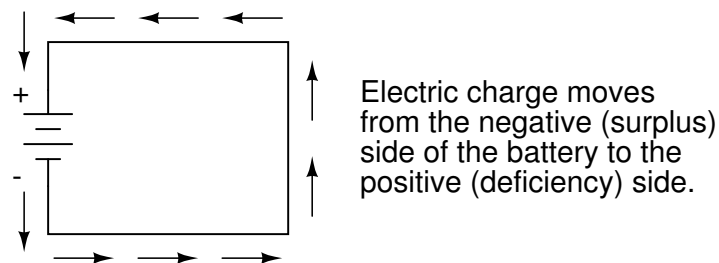 +
-
Electric charge moves
from the negative (surplus)
side of the battery to the
positive (deficiency) side.